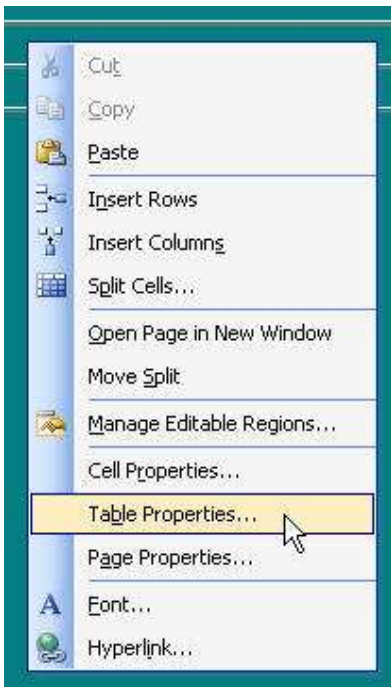 Cut
Copy
Paste
Insert Rows
Insert Columns
Split Cells...
Open Page in New Window
Move Split
Manage Editable Regions...
Cell Properties...
Table Properties...
Page Properties...
Font...
Hyperlink...